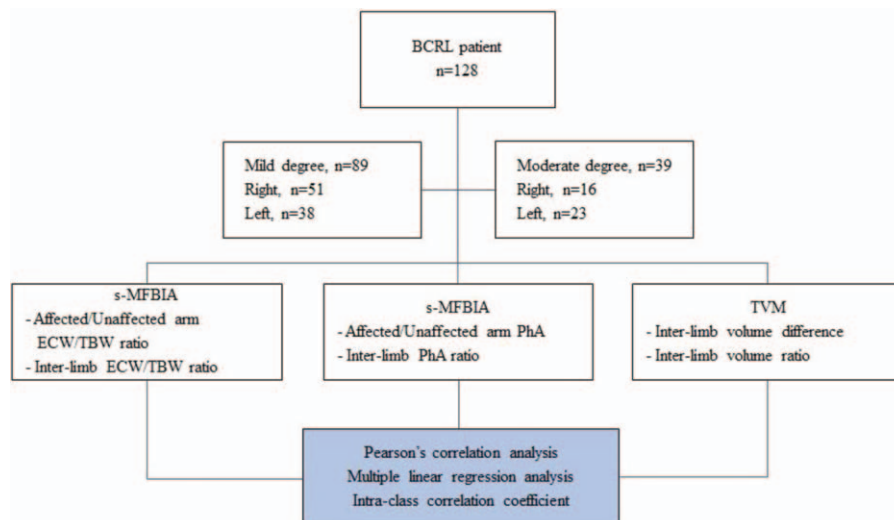 BCRL patient
n=128
Mild degree, n=89
Right, n=51
Left, n=38
Moderate degree, n=39
Right, n=16
Left, n=23
s-MFBIA
- Affected/Unaffected arm
ECW/TBW ratio
- Inter-limb ECW/TBW ratio
s-MFBIA
- Affected/Unaffected arm PhA
- Inter-limb PhA ratio
TVM
- Inter-limb volume difference
- Inter-limb volume ratio
Pearson's correlation analysis
Multiple linear regression analysis
Intra-class correlation coefficient